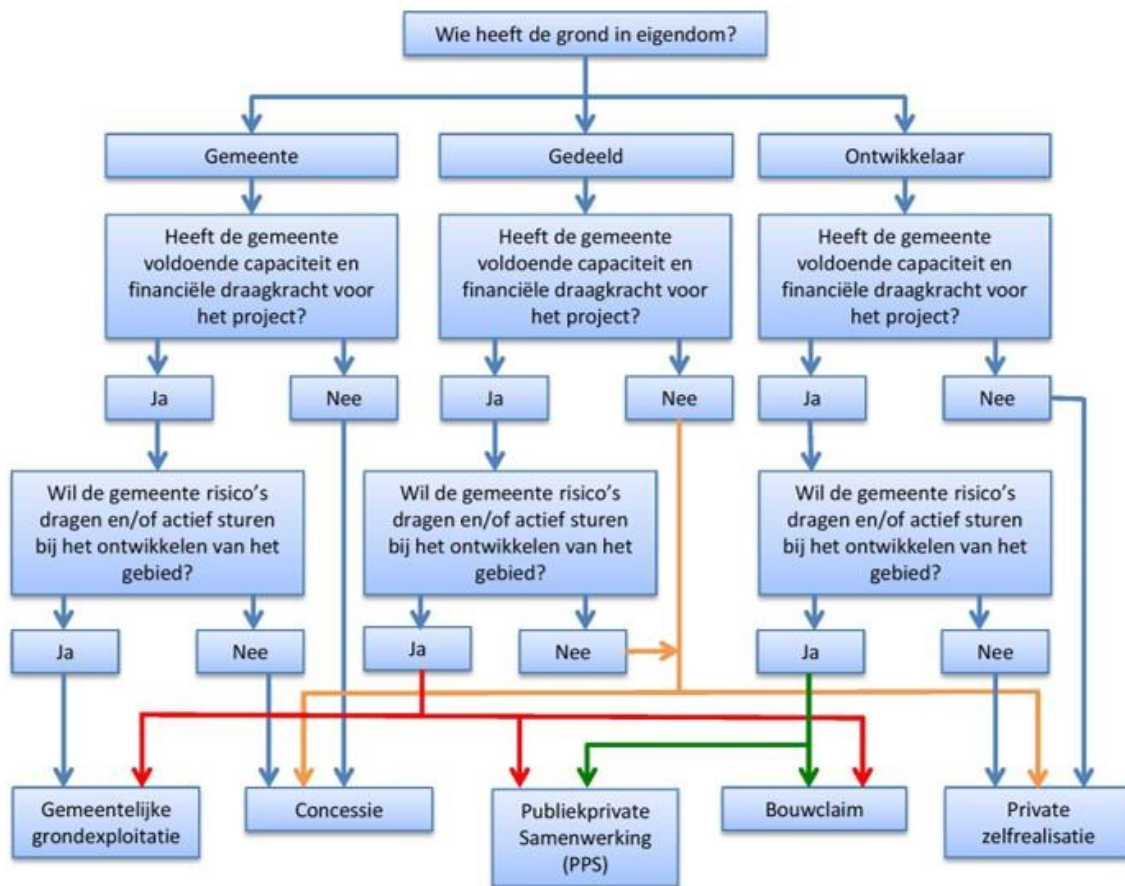 Wie heeft de grond in eigendom?
Gemeente
Gedeeld
Ontwikkelaar
Heeft de gemeente
voldoende capaciteit en
financiële draagkracht voor
het project?
Heeft de gemeente
voldoende capaciteit en
financiële draagkracht voor
het project?
Heeft de gemeente
voldoende capaciteit en
financiële draagkracht voor
het project?
Ja
Nee
Ja
Nee
Ja
Nee
Wil de gemeente risico's
dragen en/of actief sturen
bij het ontwikkelen van het
gebied?
Wil de gemeente risico's
dragen en/of actief sturen
bij het ontwikkelen van het
gebied?
Wil de gemeente risico's
dragen en/of actief sturen
bij het ontwikkelen van het
gebied?
Ja
Nee
Ja
Nee
Ja
Nee
Gemeentelijke
grondexploitatie
Concessie
Publiekprivate
Samenwerking
(PPS)
Bouwclaim
Private
zelfrealisatie